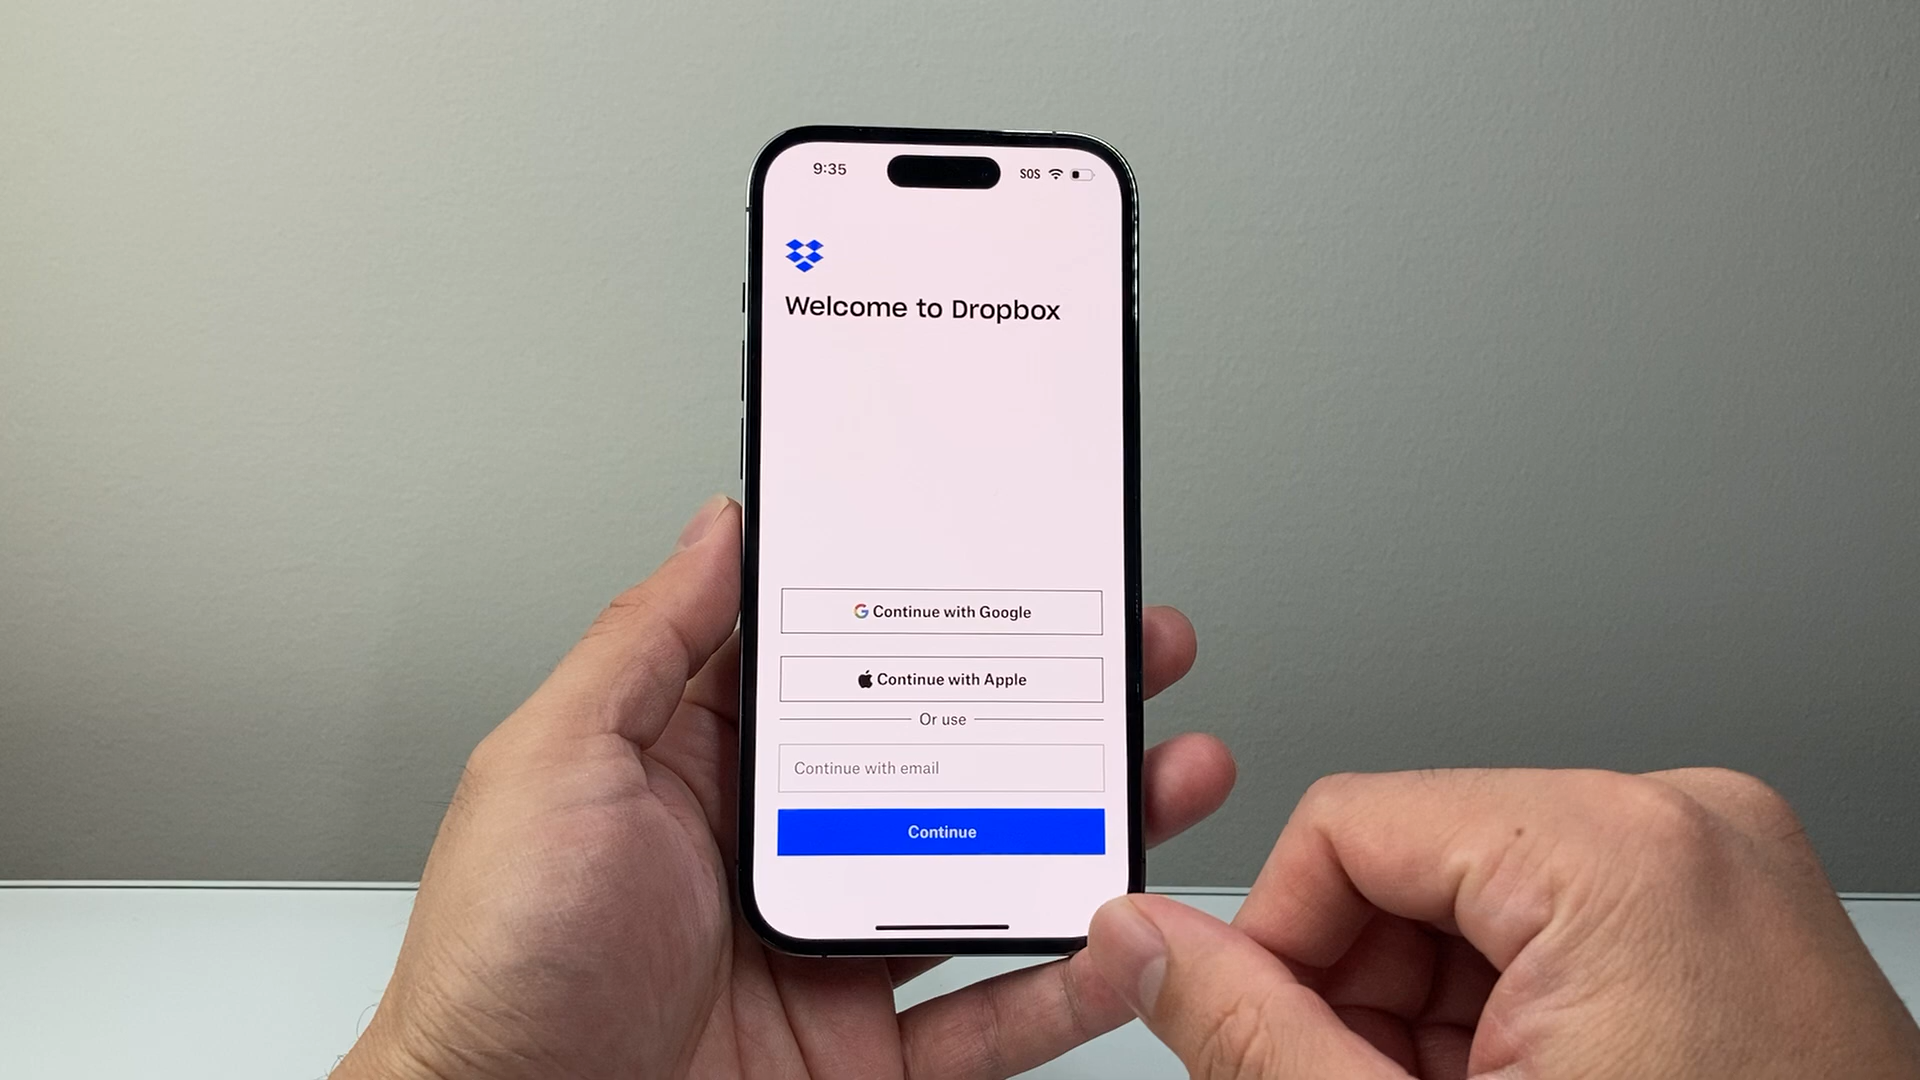 9:35
SOS
Welcome to Dropbox
Continue with Google
Continue with Apple
Or use
Continue with email
Continue